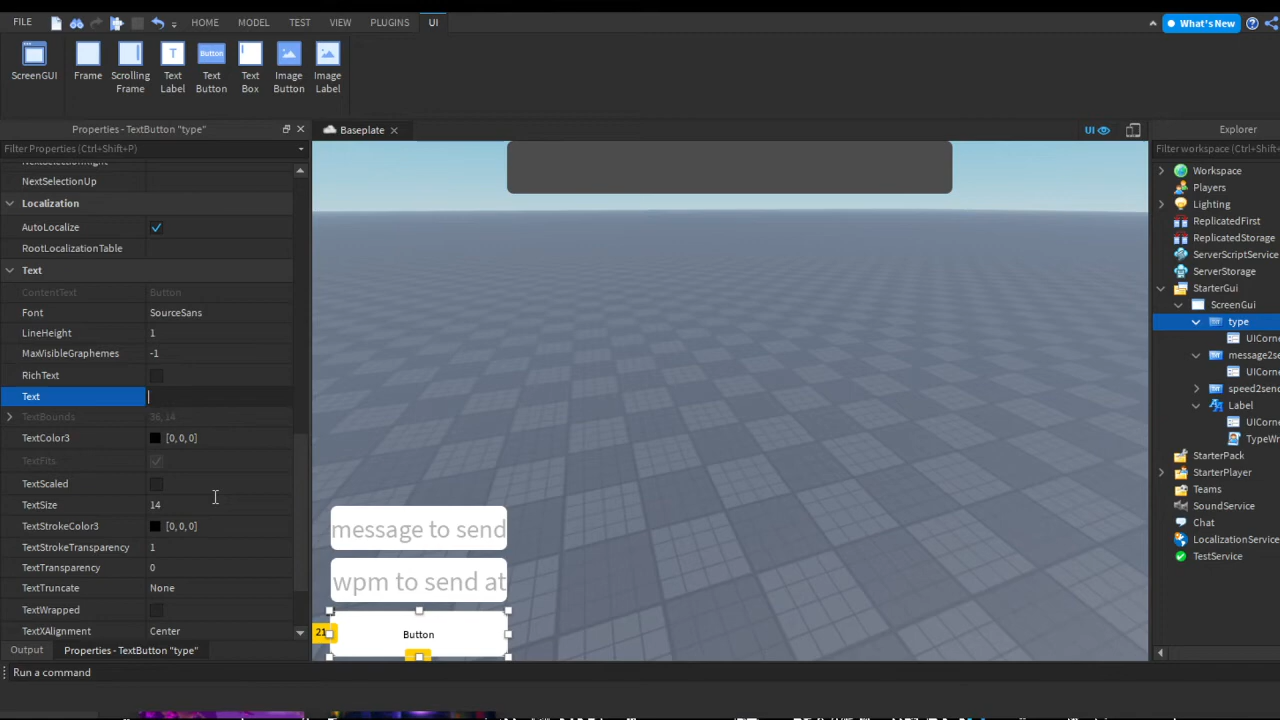 FILE HOME MODEL TEST VIEW PLUGINS UI What's New
ScreenGUI Frame Scrolling Frame Text Label Text Button Text Box Image Button Image Label
T Button
Properties - TextButton "type"
Filter Properties (Ctrl+Shift+P)
NextSelectionUp
Localization
AutoLocalize
RootLocalizationTable
Text
ContentText Button
Font SourceSans
LineHeight 1
MaxVisibleGraphemes -1
RichText
Text
TextBounds 36, 14
TextColor3 [0, 0, 0]
TextFits
TextScaled
TextSize 14
TextStrokeColor3 [0, 0, 0]
TextStrokeTransparency 1
TextTransparency 0
TextTruncate None
TextWrapped
TextXAlignment Center
Output Properties - TextButton "type"
Run a command
Baseplate
UI
message to send
wpm to send at
21
Button
Explorer
Filter workspace (Ctrl+Shift+
Workspace
Players
Lighting
ReplicatedFirst
ReplicatedStorage
ServerScriptService
ServerStorage
StarterGui
ScreenGui
type
UICorne
message2se
UICorne
speed2send
Label
UICorne
TypeWr
StarterPack
StarterPlayer
Teams
SoundService
Chat
LocalizationService
TestService